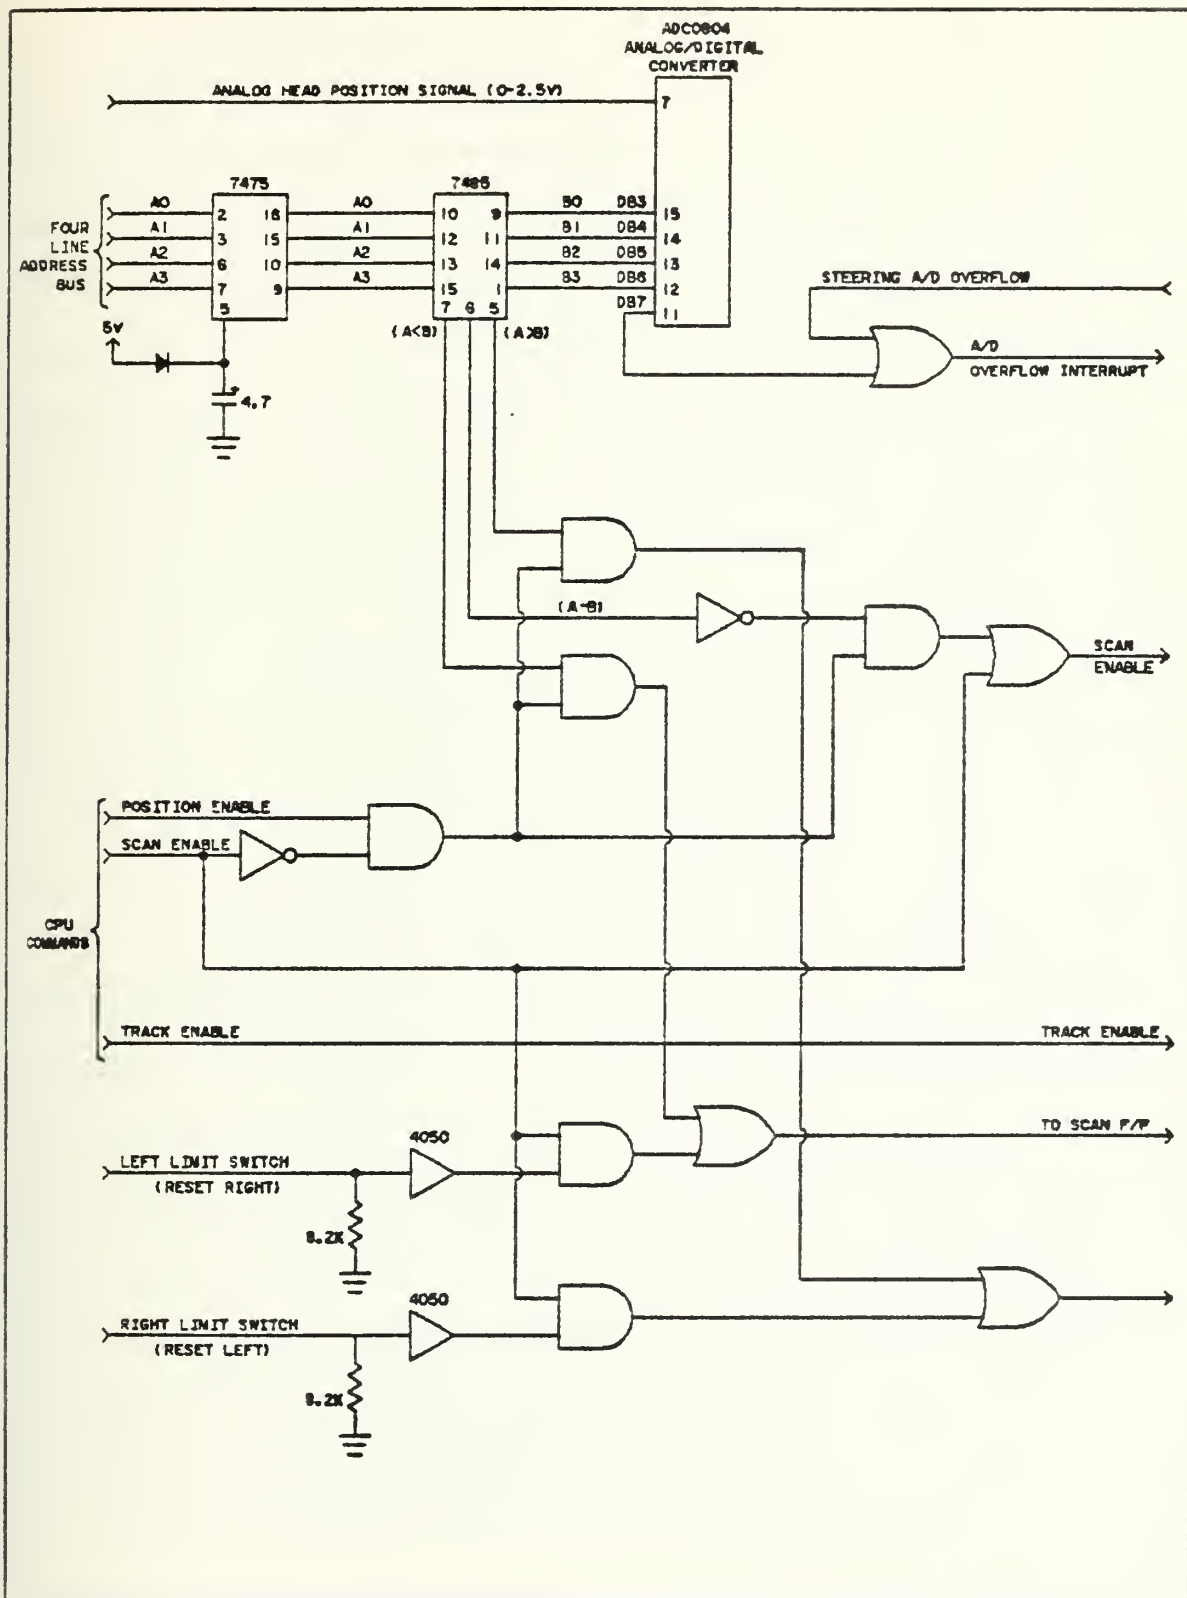 ADC0804
ANALOG/DIGITAL
CONVERTER
ANALOG HEAD POSITION SIGNAL (0-2.5V)
7
7475
7485
FOUR
LINE
ADDRESS
BUS
A0 2 16 A0 10 9 B0 DB3 15
A1 3 15 A1 12 11 B1 DB4 14
A2 6 10 A2 13 14 B2 DB5 13
A3 7 9 A3 15 1 B3 DB6 12
5 7 6 5 DB7 11
(A<B) (A>B)
5V
4.7
STEERING A/D OVERFLOW
A/D
OVERFLOW INTERRUPT
(A=B)
SCAN
ENABLE
CPU
COMMANDS
POSITION ENABLE
SCAN ENABLE
TRACK ENABLE TRACK ENABLE
TO SCAN F/F
4050
LEFT LIMIT SWITCH
(RESET RIGHT)
8.2K
4050
RIGHT LIMIT SWITCH
(RESET LEFT)
8.2K